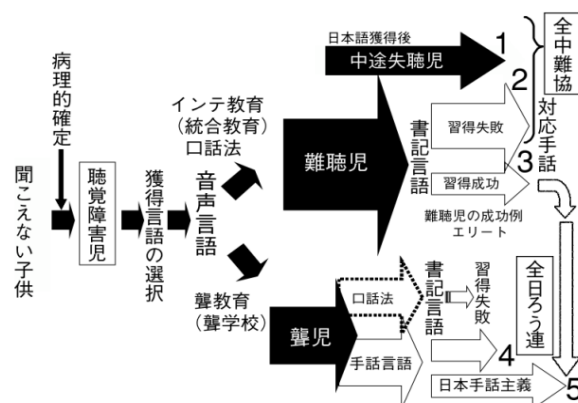 聞こえない子供
病理的確定
聴覚障害児
獲得言語の選択
音声言語
インテ教育
（統合教育）
口話法
聾教育
（聾学校）
日本語獲得後
中途失聴児
1
難聴児
書記言語
習得失敗
2
習得成功
3
難聴児の成功例
エリート
全中難協
対応手話
聾児
口話法
手話言語
書記言語
習得失敗
4
日本手話主義
5
全日ろう連